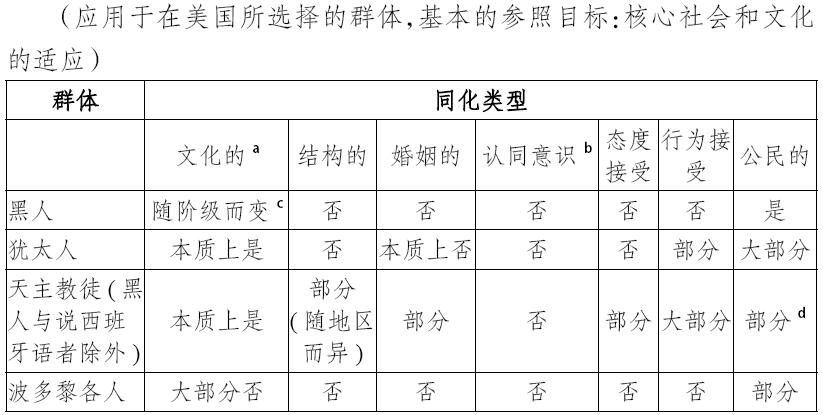 (应用于在美国所选择的群体,基本的参照目标:核心社会和文化
的适应)
群体 同化类型
文化的 a 结构的 婚姻的 认同意识 b 态度接受 行为接受 公民的
黑人 随阶级而变 c 否 否 否 否 否 是
犹太人 本质上是 否 本质上否 否 否 部分 大部分
天主教徒(黑人与说西班牙语者除外) 本质上是 部分(随地区而异) 部分 否 部分 大部分 部分 d
波多黎各人 大部分否 否 否 否 否 否 部分